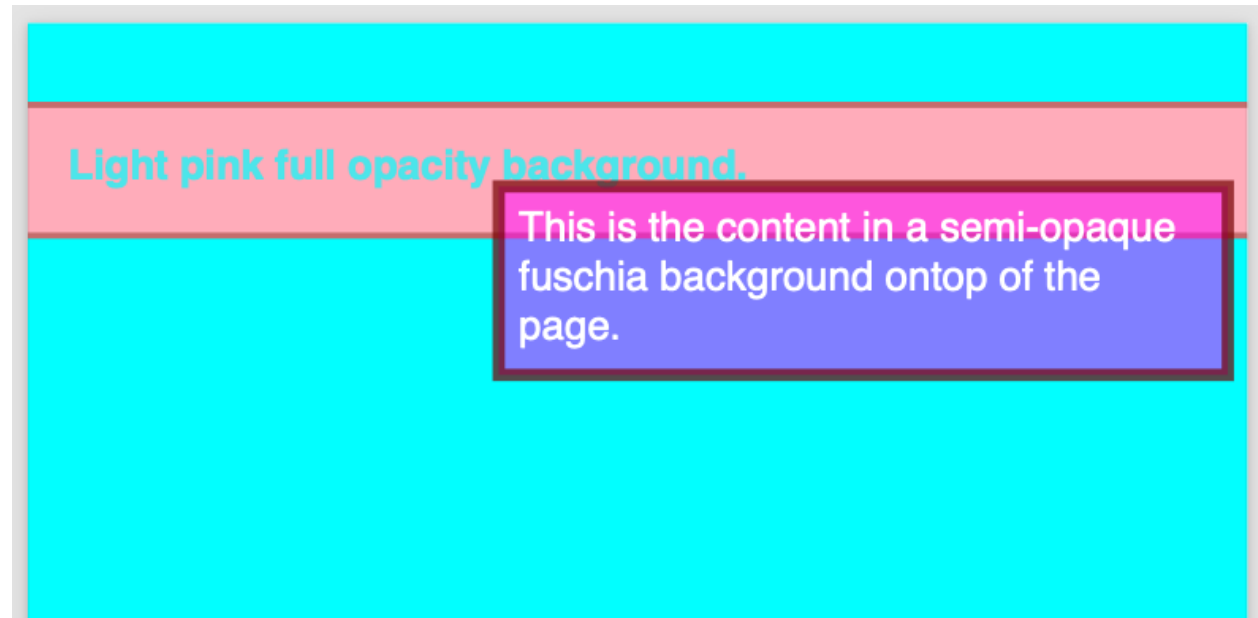 Light pink full opacity background.
This is the content in a semi-opaque
fuschia background ontop of the
page.